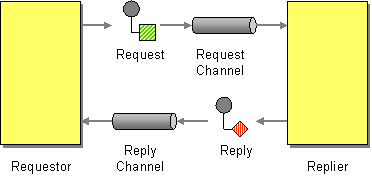 Request
Request
Channel
Reply
Channel
Reply
Requestor
Replier